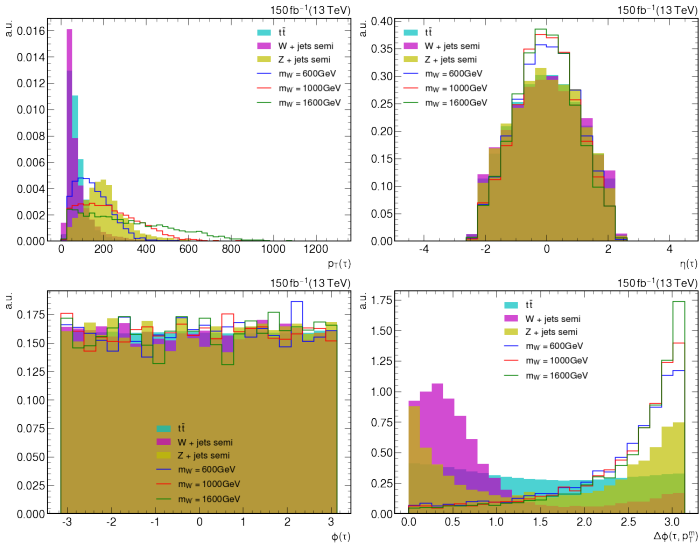 150 fb⁻¹ (13 TeV)
a.u.
0.016
0.014
0.012
0.010
0.008
0.006
0.004
0.002
0.000
0 200 400 600 800 1000 1200
p_T(τ)
tt̄
W + jets semi
Z + jets semi
m_W = 600GeV
m_W = 1000GeV
m_W = 1600GeV
150 fb⁻¹ (13 TeV)
a.u.
0.40
0.35
0.30
0.25
0.20
0.15
0.10
0.05
0.00
-4 -2 0 2 4
η(τ)
tt̄
W + jets semi
Z + jets semi
m_W = 600GeV
m_W = 1000GeV
m_W = 1600GeV
150 fb⁻¹ (13 TeV)
a.u.
0.175
0.150
0.125
0.100
0.075
0.050
0.025
0.000
-3 -2 -1 0 1 2 3
ϕ(τ)
tt̄
W + jets semi
Z + jets semi
m_W = 600GeV
m_W = 1000GeV
m_W = 1600GeV
150 fb⁻¹ (13 TeV)
a.u.
1.75
1.50
1.25
1.00
0.75
0.50
0.25
0.00
0.0 0.5 1.0 1.5 2.0 2.5 3.0
Δϕ(τ, p_T^m)
tt̄
W + jets semi
Z + jets semi
m_W = 600GeV
m_W = 1000GeV
m_W = 1600GeV